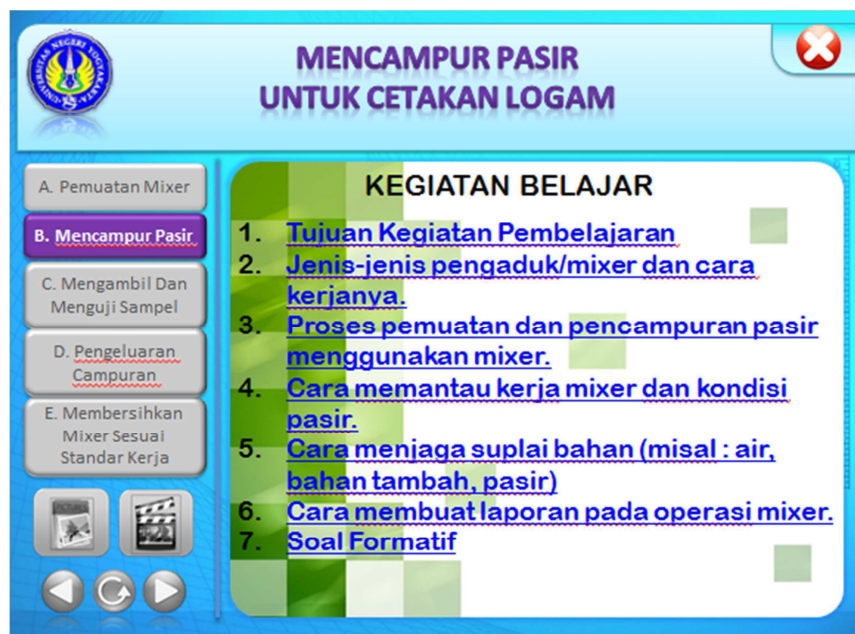 UNIVERSITAS NEGERI YOGYAKARTA
MENCAMPUR PASIR
UNTUK CETAKAN LOGAM
A. Pemuatan Mixer
B. Mencampur Pasir
C. Mengambil Dan
Menguji Sampel
D. Pengeluaran
Campuran
E. Membersihkan
Mixer Sesuai
Standar Kerja
KEGIATAN BELAJAR
1. Tujuan Kegiatan Pembelajaran
2. Jenis-jenis pengaduk/mixer dan cara
kerjanya.
3. Proses pemuatan dan pencampuran pasir
menggunakan mixer.
4. Cara memantau kerja mixer dan kondisi
pasir.
5. Cara menjaga suplai bahan (misal : air,
bahan tambah, pasir)
6. Cara membuat laporan pada operasi mixer.
7. Soal Formatif